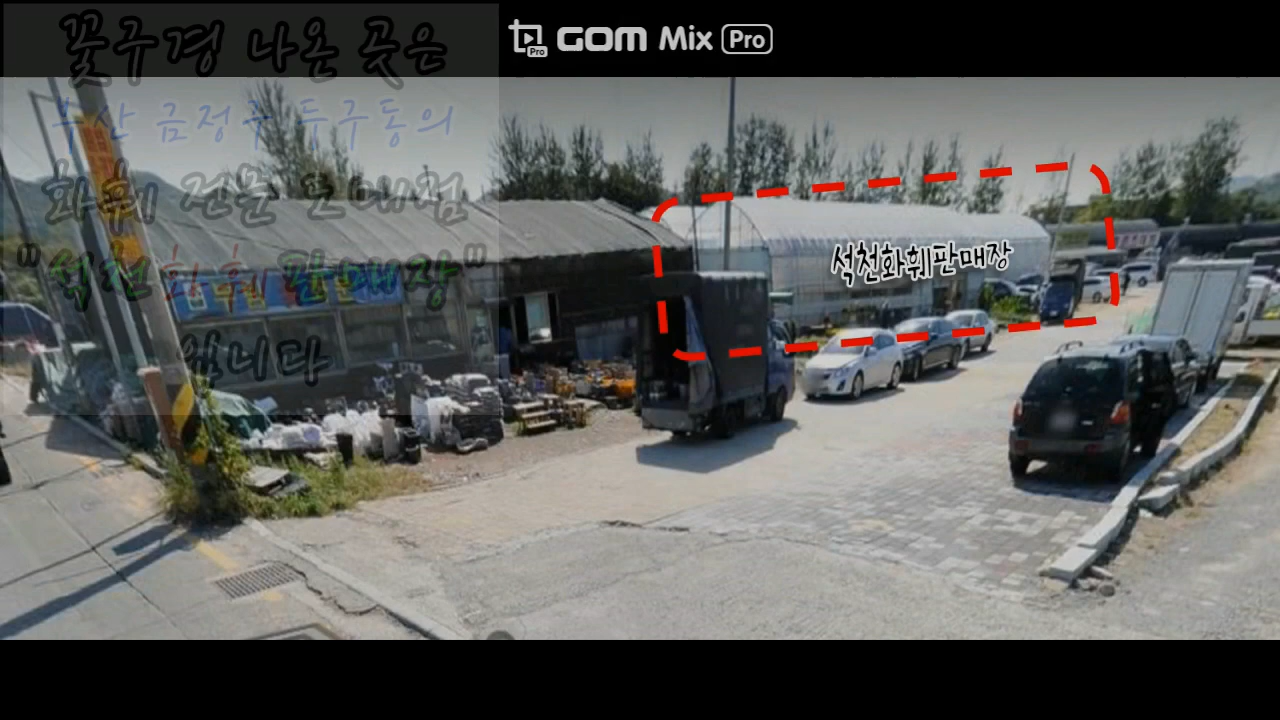 GOM Mix Pro
꽃구경 나온 곳은
부산 금정구 두구동의
화훼 전문 판매점
"석천 화훼 판매장"
입니다
석천화훼판매장